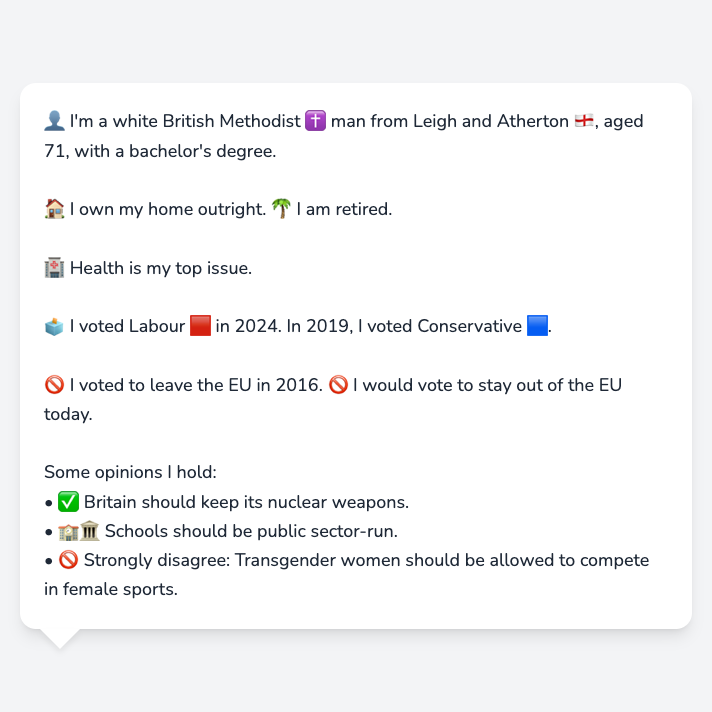 👤 I'm a white British Methodist ✝️ man from Leigh and Atherton 🏴󠁧󠁢󠁥󠁮󠁧󠁿, aged
71, with a bachelor's degree.
🏠 I own my home outright. 🌴 I am retired.
🏥 Health is my top issue.
🗳️ I voted Labour 🟥 in 2024. In 2019, I voted Conservative 🟦.
🚫 I voted to leave the EU in 2016. 🚫 I would vote to stay out of the EU
today.
Some opinions I hold:
• ✅ Britain should keep its nuclear weapons.
• 🏫🏛️ Schools should be public sector-run.
• 🚫 Strongly disagree: Transgender women should be allowed to compete
in female sports.